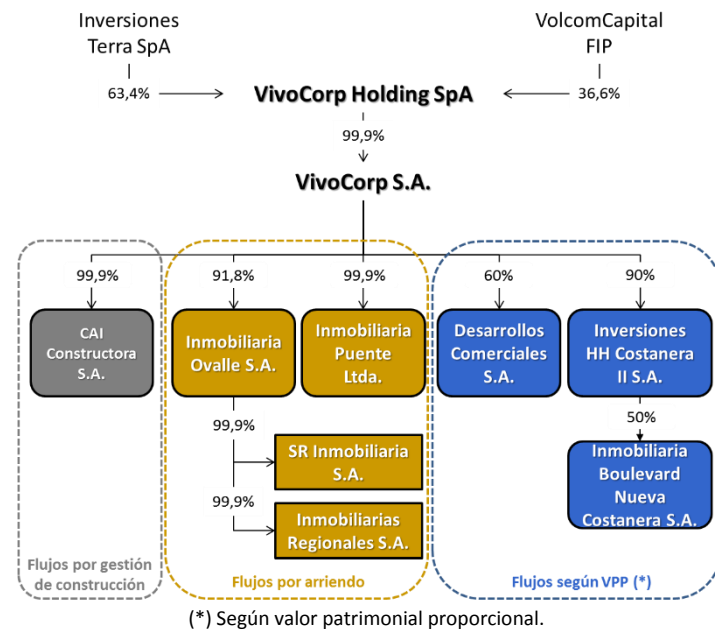 Inversiones
Terra SpA
VolcomCapital
FIP
63,4%
VivoCorp Holding SpA
36,6%
99,9%
VivoCorp S.A.
99,9%
91,8%
99,9%
60%
90%
CAI
Constructora
S.A.
Inmobiliaria
Ovalle S.A.
Inmobiliaria
Puente
Ltda.
Desarrollos
Comerciales
S.A.
Inversiones
HH Costanera
II S.A.
99,9%
50%
SR Inmobiliaria
S.A.
Inmobiliaria
Boulevard
Nueva
Costanera S.A.
99,9%
Inmobiliarias
Regionales S.A.
Flujos por gestión
de construcción
Flujos por arriendo
Flujos según VPP (*)
(*) Según valor patrimonial proporcional.